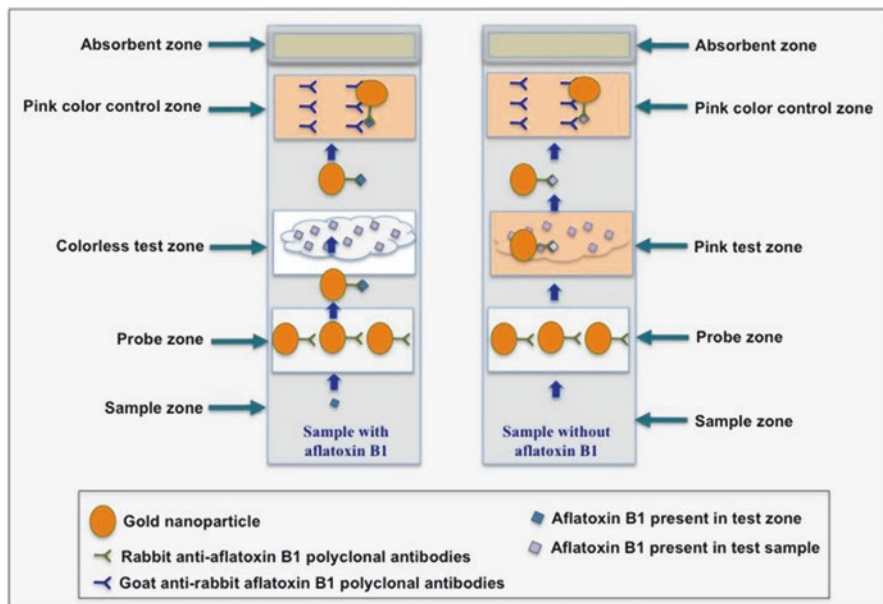 Absorbent zone
Absorbent zone
Pink color control zone
Pink color control zone
Colorless test zone
Pink test zone
Probe zone
Probe zone
Sample zone
Sample zone
Sample with
aflatoxin B1
Sample without
aflatoxin B1
Gold nanoparticle
Rabbit anti-aflatoxin B1 polyclonal antibodies
Goat anti-rabbit aflatoxin B1 polyclonal antibodies
Aflatoxin B1 present in test zone
Aflatoxin B1 present in test sample